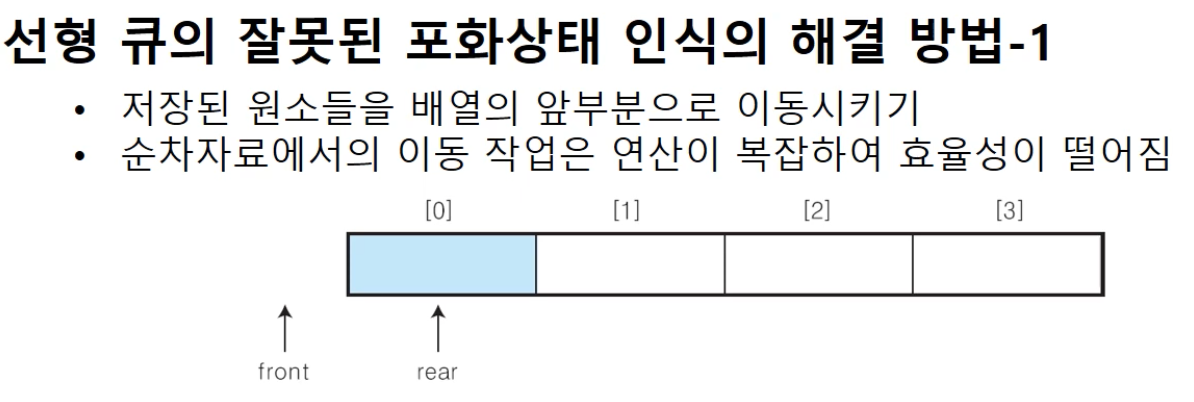 선형 큐의 잘못된 포화상태 인식의 해결 방법-1
• 저장된 원소들을 배열의 앞부분으로 이동시키기
• 순차자료에서의 이동 작업은 연산이 복잡하여 효율성이 떨어짐
[0] [1] [2] [3]
front rear